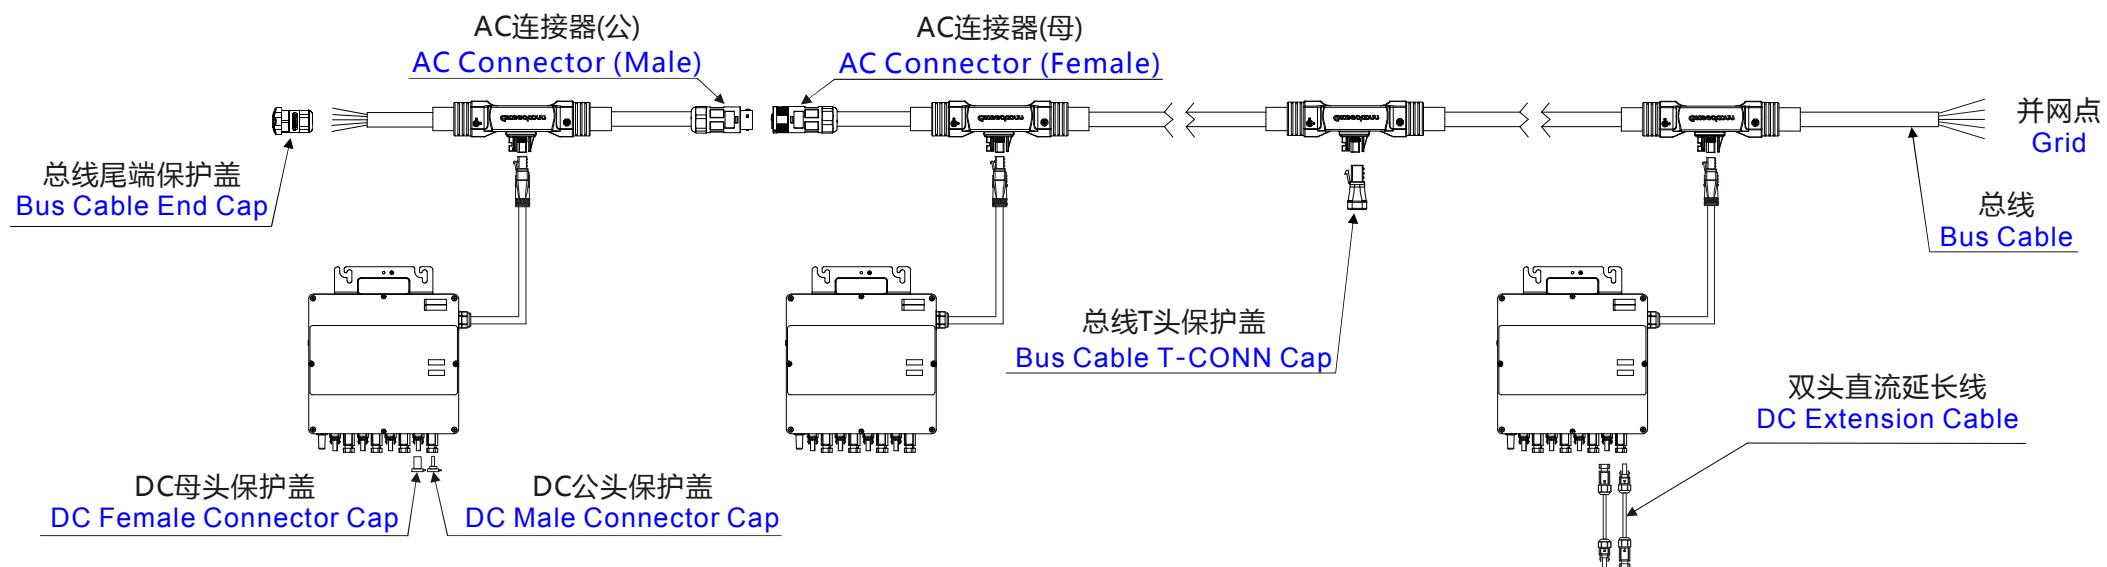 AC连接器(公)
AC Connector (Male)
AC连接器(母)
AC Connector (Female)
并网点
Grid
总线尾端保护盖
Bus Cable End Cap
总线
Bus Cable
总线T头保护盖
Bus Cable T-CONN Cap
双头直流延长线
DC Extension Cable
DC母头保护盖
DC Female Connector Cap
DC公头保护盖
DC Male Connector Cap